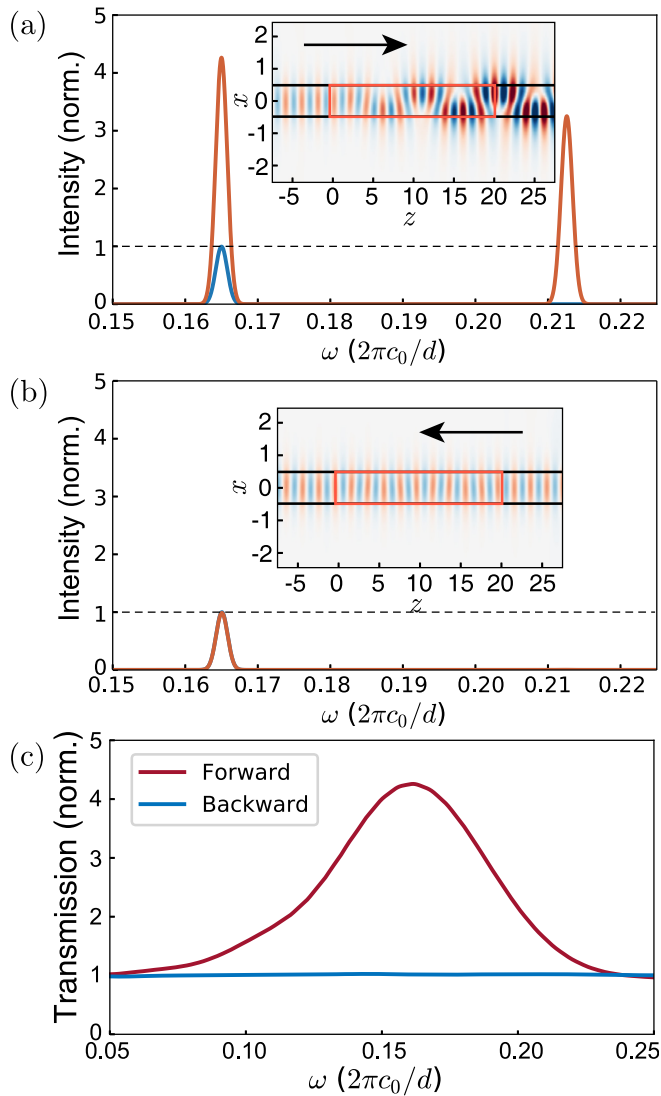 (a)
Intensity (norm.)
5
4
3
2
1
0
x
2
1
0
-1
-2
-5 0 5 10 15 20 25
z
0.15 0.16 0.17 0.18 0.19 0.20 0.21 0.22
ω (2πc₀/d)
(b)
Intensity (norm.)
5
4
3
2
1
0
x
2
1
0
-1
-2
-5 0 5 10 15 20 25
z
0.15 0.16 0.17 0.18 0.19 0.20 0.21 0.22
ω (2πc₀/d)
(c)
Transmission (norm.)
5
4
3
2
1
0
Forward
Backward
0.05 0.10 0.15 0.20 0.25
ω (2πc₀/d)